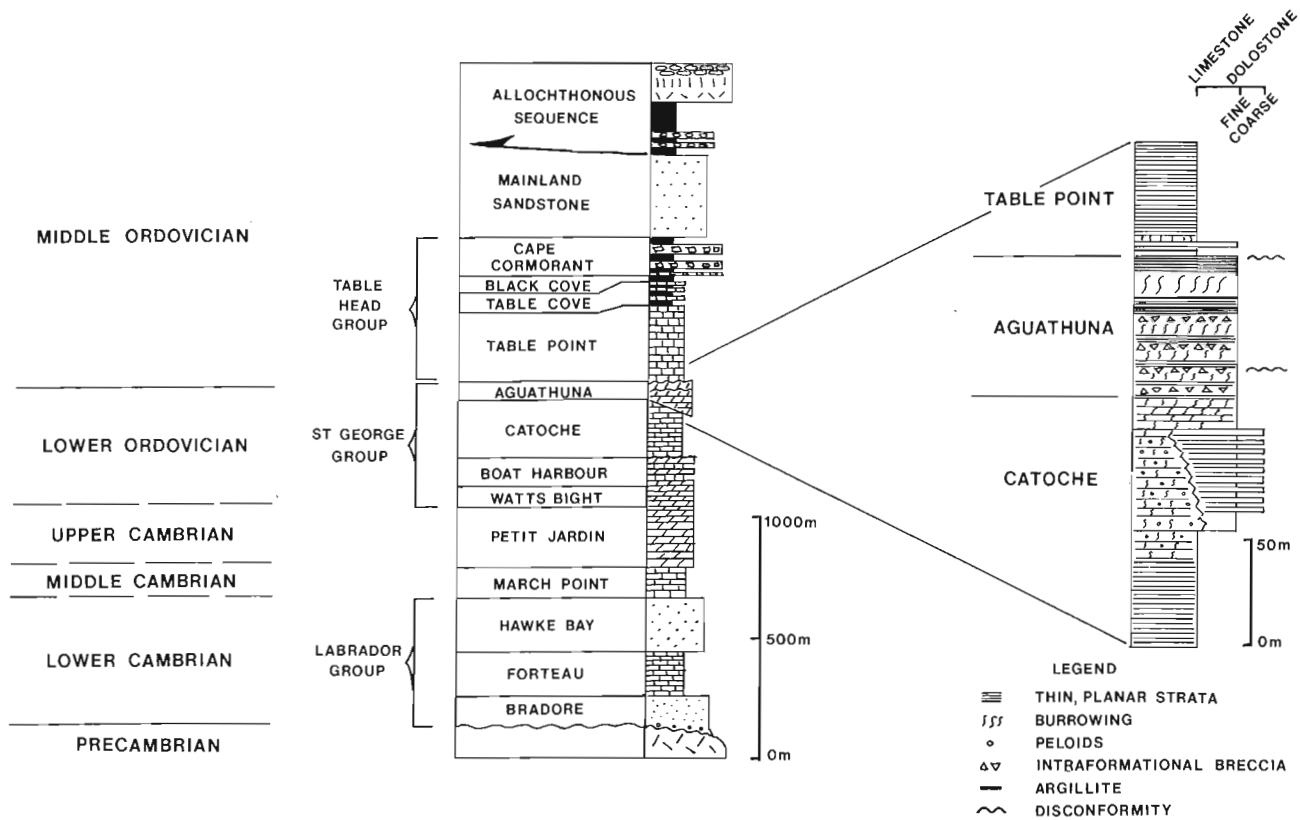 MIDDLE ORDOVICIAN
LOWER ORDOVICIAN
UPPER CAMBRIAN
MIDDLE CAMBRIAN
LOWER CAMBRIAN
PRECAMBRIAN
TABLE
HEAD
GROUP
ST GEORGE
GROUP
LABRADOR
GROUP
ALLOCHTHONOUS
SEQUENCE
MAINLAND
SANDSTONE
CAPE
CORMORANT
BLACK COVE
TABLE COVE
TABLE POINT
AGUATHUNA
CATOCHE
BOAT HARBOUR
WATTS BIGHT
PETIT JARDIN
MARCH POINT
HAWKE BAY
FORTEAU
BRADORE
1000m
500m
0m
LIMESTONE
DOLOSTONE
FINE
COARSE
TABLE POINT
AGUATHUNA
CATOCHE
50m
0m
LEGEND
THIN, PLANAR STRATA
BURROWING
PELOIDS
INTRAFORMATIONAL BRECCIA
ARGILLITE
DISCONFORMITY